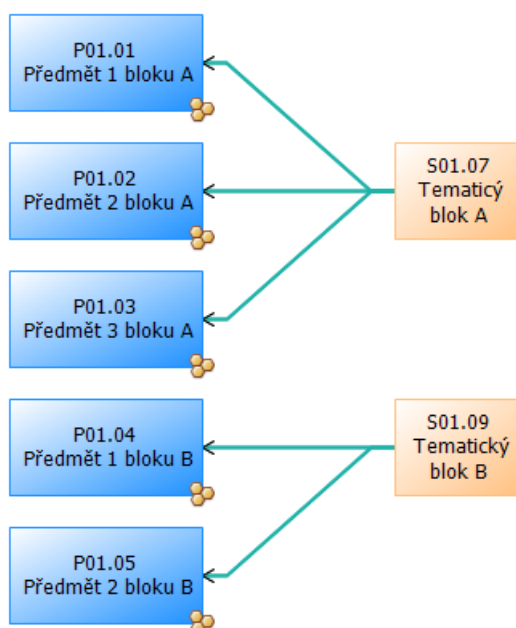 P01.01
Předmět 1 bloku A
P01.02
Předmět 2 bloku A
S01.07
Tematický
blok A
P01.03
Předmět 3 bloku A
P01.04
Předmět 1 bloku B
S01.09
Tematický
blok B
P01.05
Předmět 2 bloku B